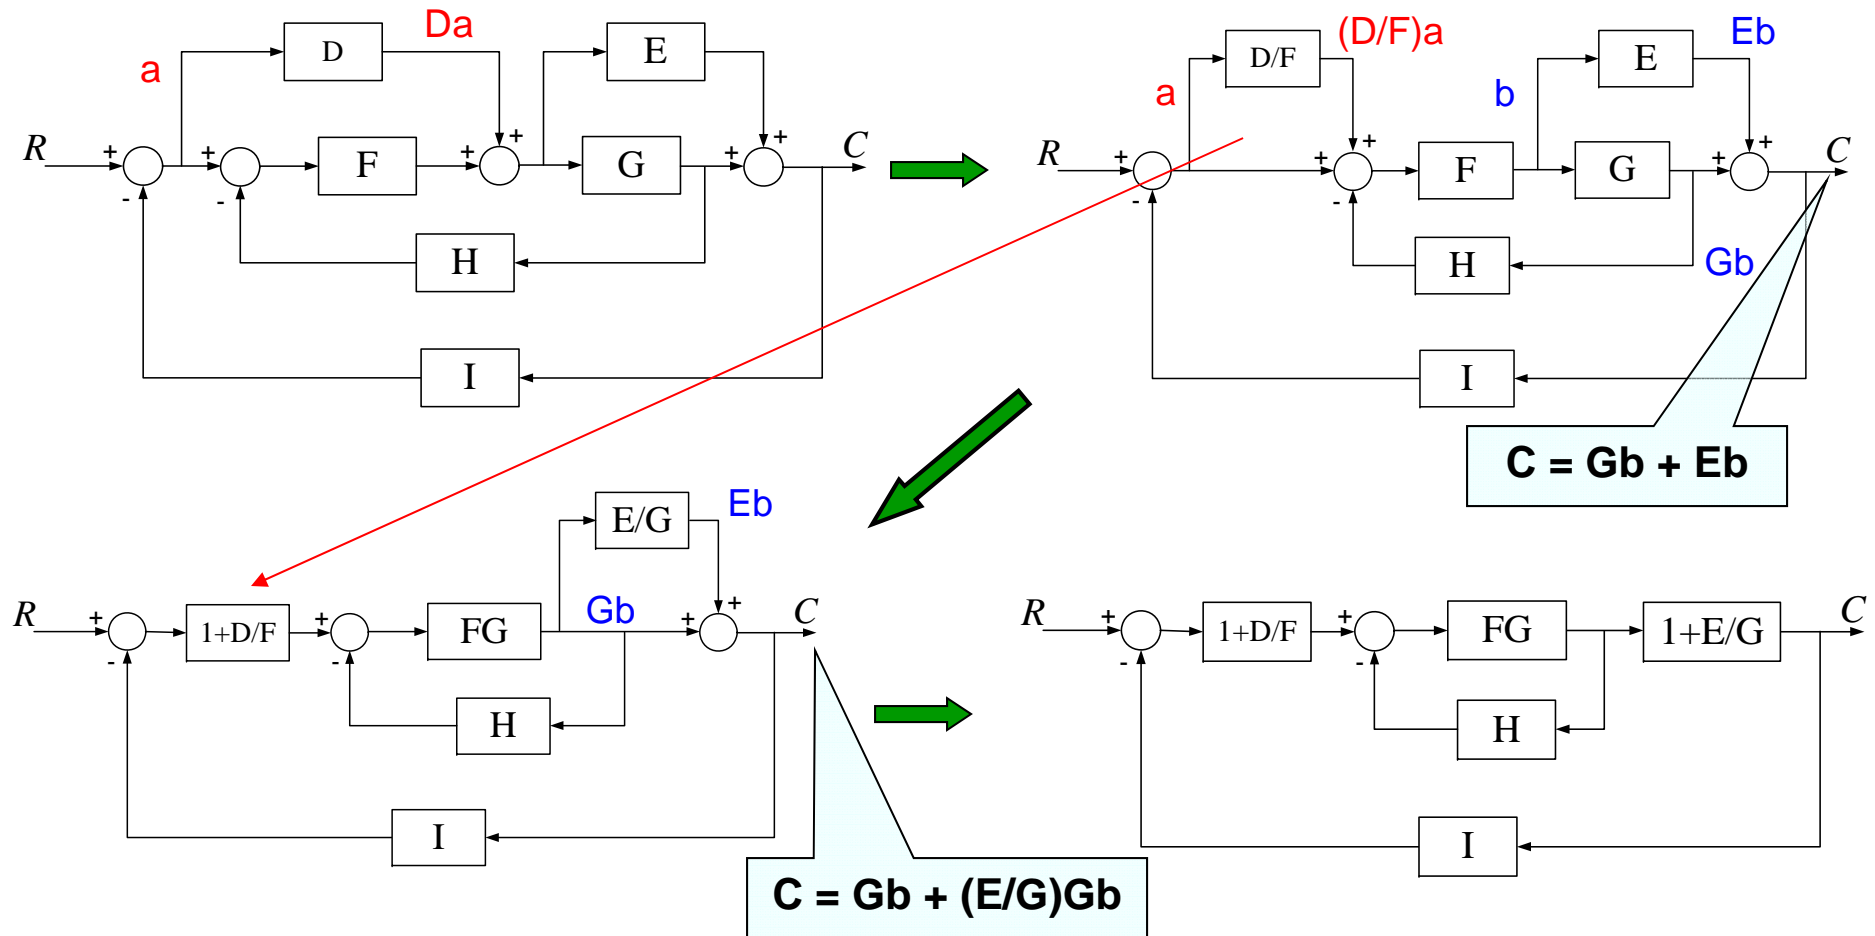 a
Da
D
E
R
+
-
+
-
F
+
+
G
+
+
C
H
I
a
(D/F)a
D/F
b
Eb
E
R
+
-
+
+
-
F
G
+
+
C
H
Gb
I
C = Gb + Eb
R
+
-
1+D/F
+
-
FG
E/G
Eb
Gb
+
+
C
H
I
C = Gb + (E/G)Gb
R
+
-
1+D/F
+
-
FG
1+E/G
C
H
I